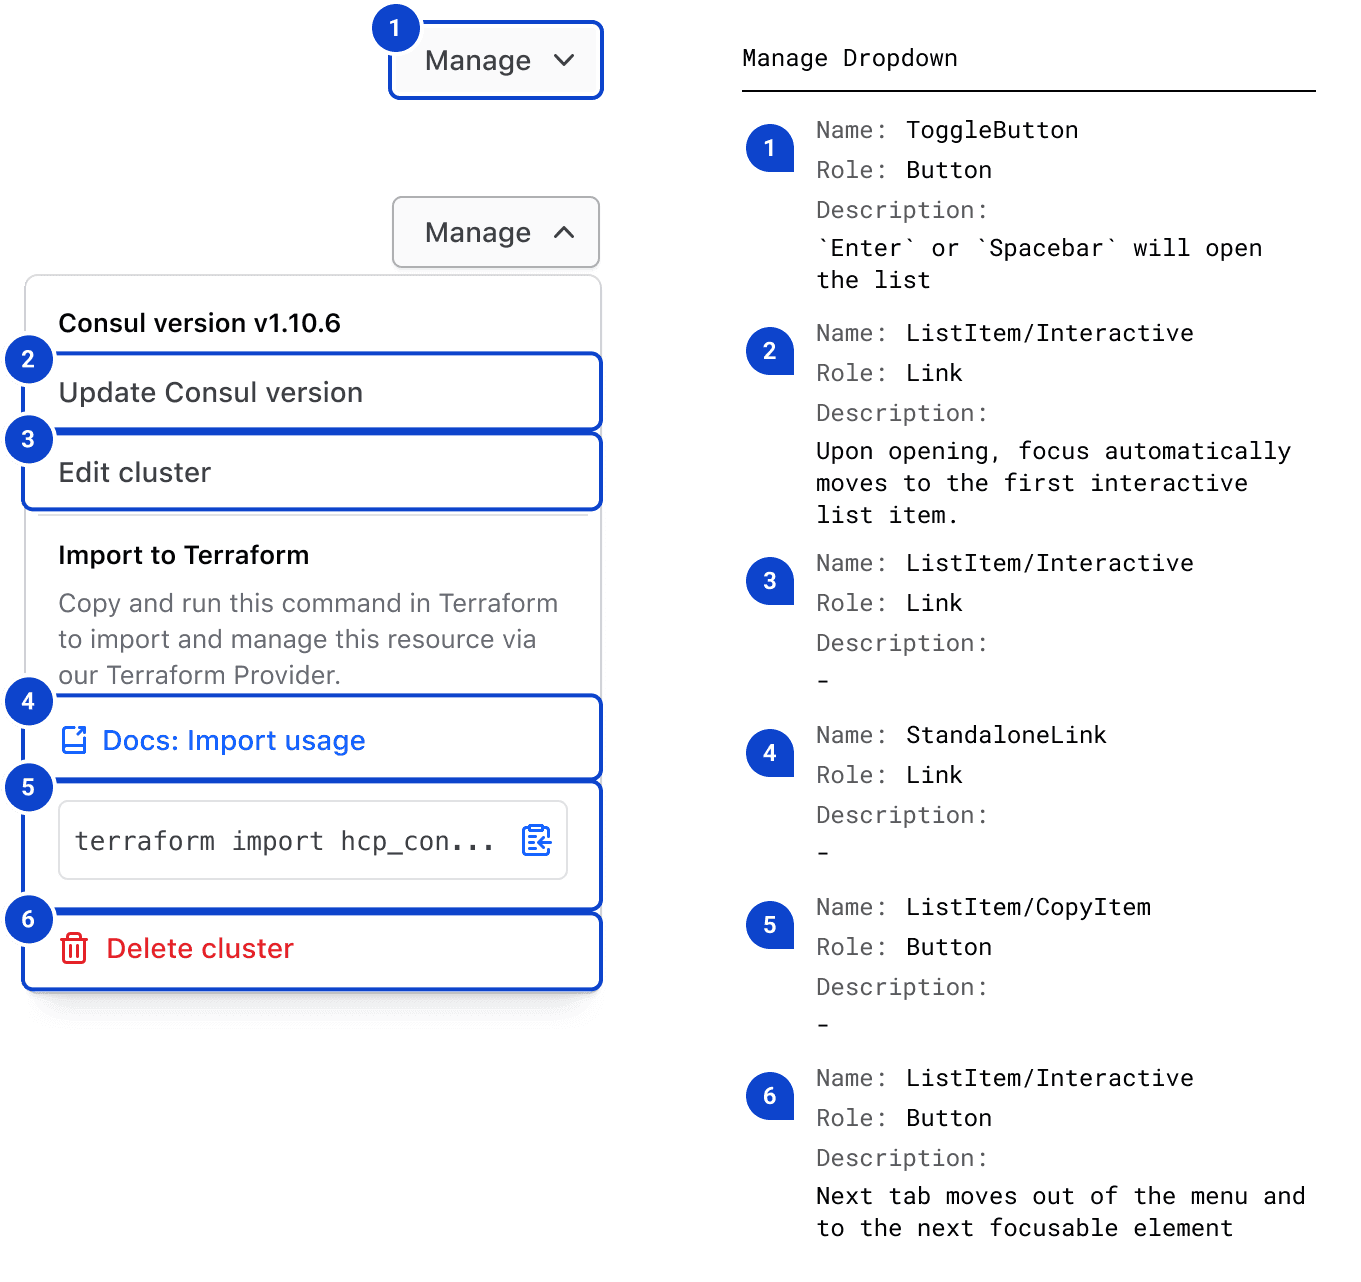 1
Manage
Manage
Consul version v1.10.6
2
Update Consul version
3
Edit cluster
Import to Terraform
Copy and run this command in Terraform
to import and manage this resource via
our Terraform Provider.
4
Docs: Import usage
5
terraform import hcp_con...
6
Delete cluster
Manage Dropdown
1
Name: ToggleButton
Role: Button
Description:
`Enter` or `Spacebar` will open
the list
2
Name: ListItem/Interactive
Role: Link
Description:
Upon opening, focus automatically
moves to the first interactive
list item.
3
Name: ListItem/Interactive
Role: Link
Description:
-
4
Name: StandaloneLink
Role: Link
Description:
-
5
Name: ListItem/CopyItem
Role: Button
Description:
-
6
Name: ListItem/Interactive
Role: Button
Description:
Next tab moves out of the menu and
to the next focusable element